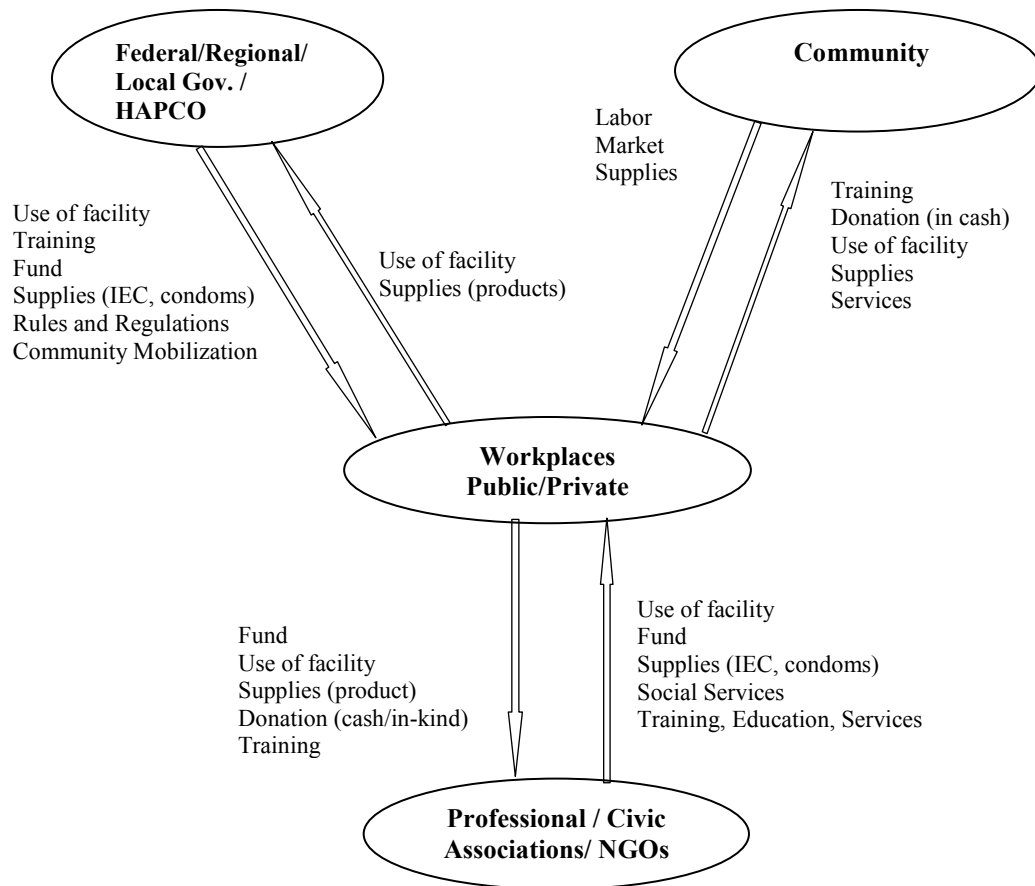 Federal/Regional/
Local Gov. /
HAPCO
Community
Labor
Market
Supplies
Training
Donation (in cash)
Use of facility
Supplies
Services
Use of facility
Training
Fund
Supplies (IEC, condoms)
Rules and Regulations
Community Mobilization
Use of facility
Supplies (products)
Workplaces
Public/Private
Fund
Use of facility
Supplies (product)
Donation (cash/in-kind)
Training
Use of facility
Fund
Supplies (IEC, condoms)
Social Services
Training, Education, Services
Professional / Civic
Associations/ NGOs